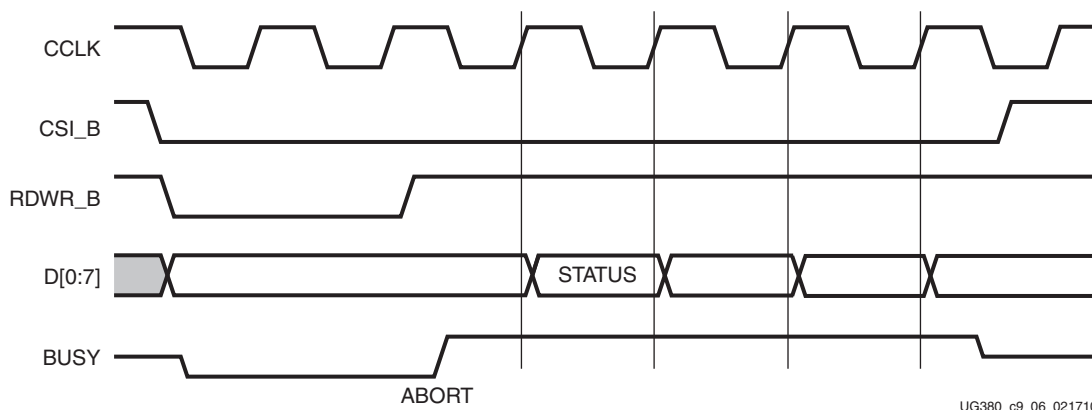 CCLK
CSI_B
RDWR_B
D[0:7]
STATUS
BUSY
ABORT